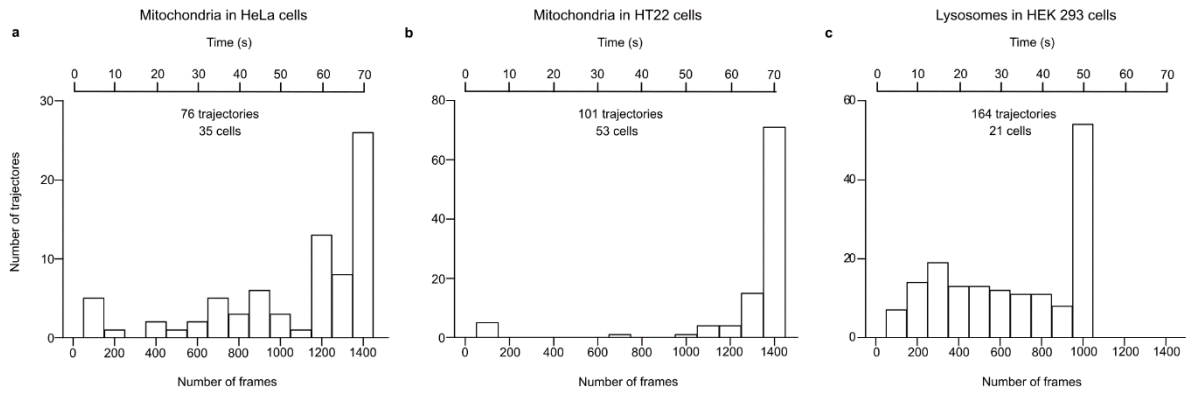 Mitochondria in HeLa cells
a
Time (s)
0 10 20 30 40 50 60 70
76 trajectories
35 cells
30
20
10
0
Number of trajectores
0 200 400 600 800 1000 1200 1400
Number of frames
Mitochondria in HT22 cells
b
Time (s)
0 10 20 30 40 50 60 70
101 trajectories
53 cells
80
60
40
20
0
0 200 400 600 800 1000 1200 1400
Number of frames
Lysosomes in HEK 293 cells
c
Time (s)
0 10 20 30 40 50 60 70
164 trajectories
21 cells
60
40
20
0
0 200 400 600 800 1000 1200 1400
Number of frames